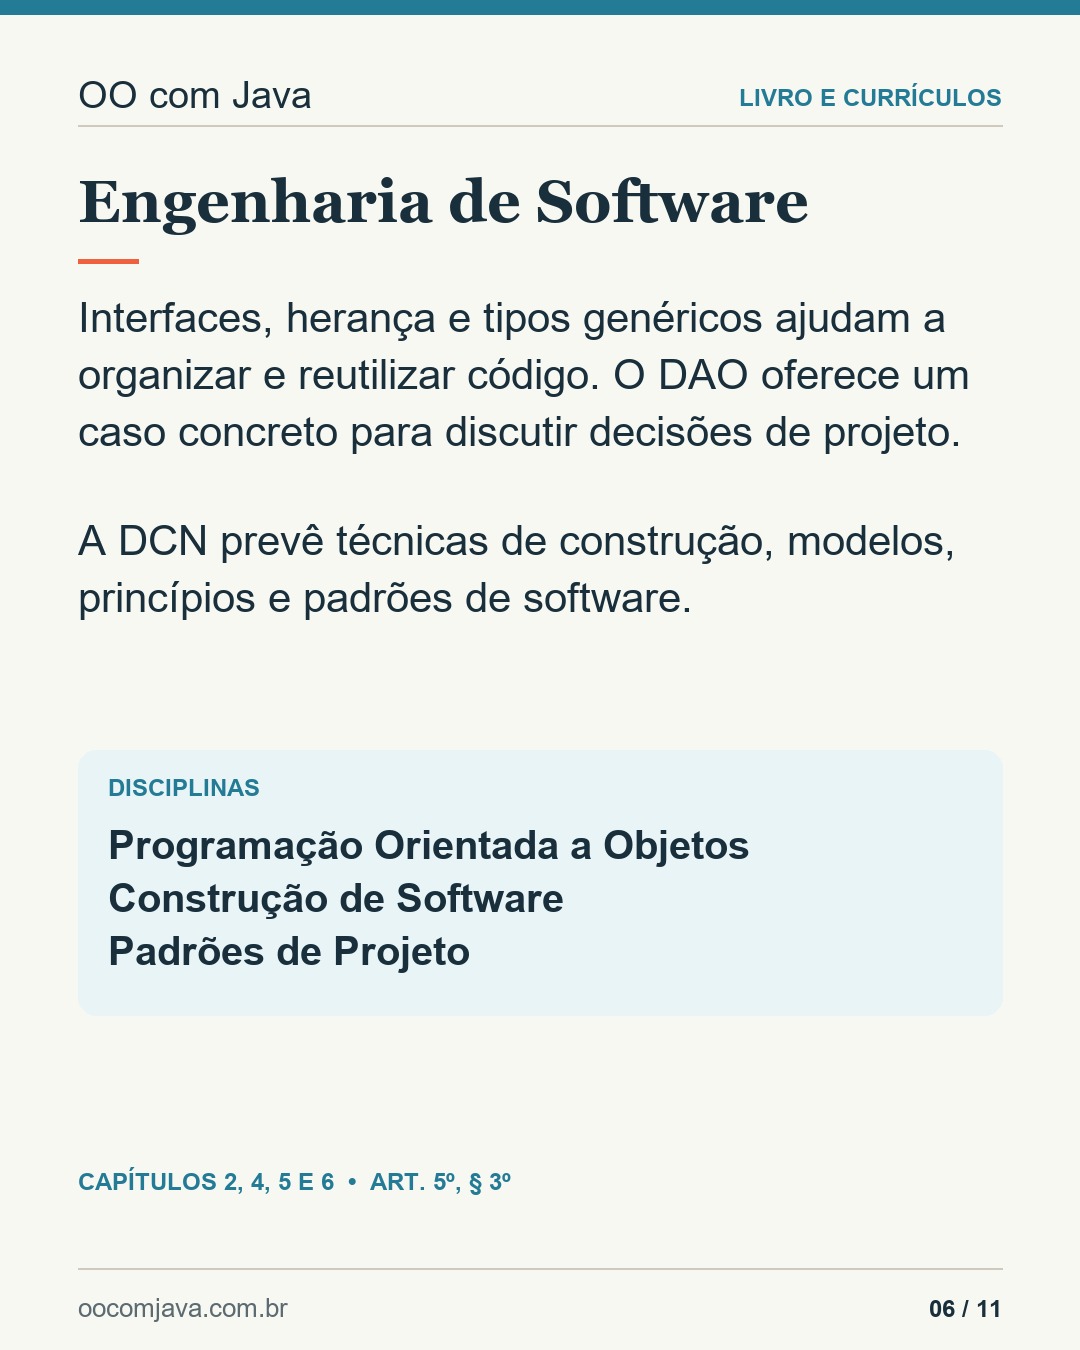 OO com Java
LIVRO E CURRÍCULOS
Engenharia de Software
Interfaces, herança e tipos genéricos ajudam a
organizar e reutilizar código. O DAO oferece um
caso concreto para discutir decisões de projeto.
A DCN prevê técnicas de construção, modelos,
princípios e padrões de software.
DISCIPLINAS
Programação Orientada a Objetos
Construção de Software
Padrões de Projeto
CAPÍTULOS 2, 4, 5 E 6 • ART. 5º, § 3º
oocomjava.com.br
06 / 11